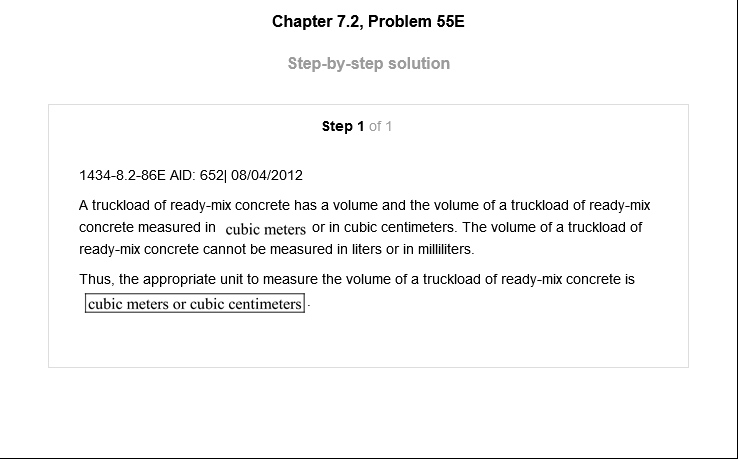 Chapter 7.2, Problem 55E
Step-by-step solution
Step 1 of 1
1434-8.2-86E AID: 652| 08/04/2012
A truckload of ready-mix concrete has a volume and the volume of a truckload of ready-mix
concrete measured in cubic meters or in cubic centimeters. The volume of a truckload of
ready-mix concrete cannot be measured in liters or in milliliters.
Thus, the appropriate unit to measure the volume of a truckload of ready-mix concrete is
cubic meters or cubic centimeters.